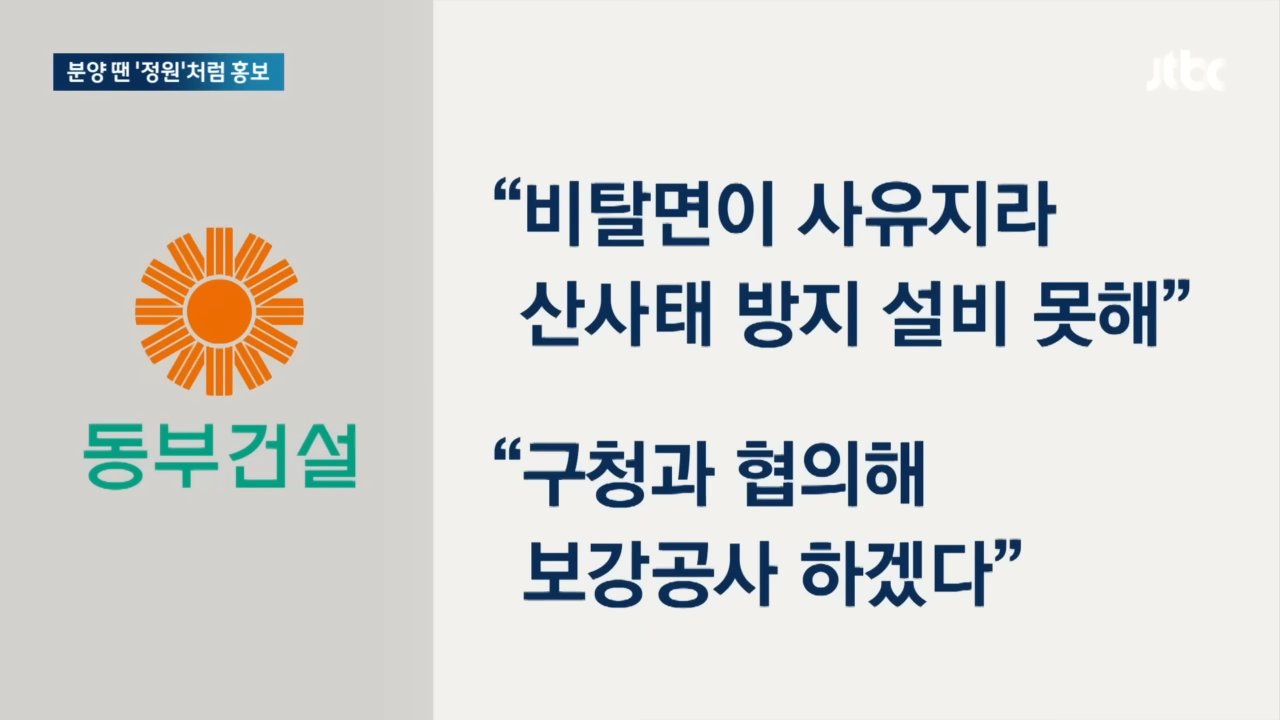 분양 땐 '정원'처럼 홍보
jtbc
“비탈면이 사유지라
산사태 방지 설비 못해”
동부건설
“구청과 협의해
보강공사 하겠다”